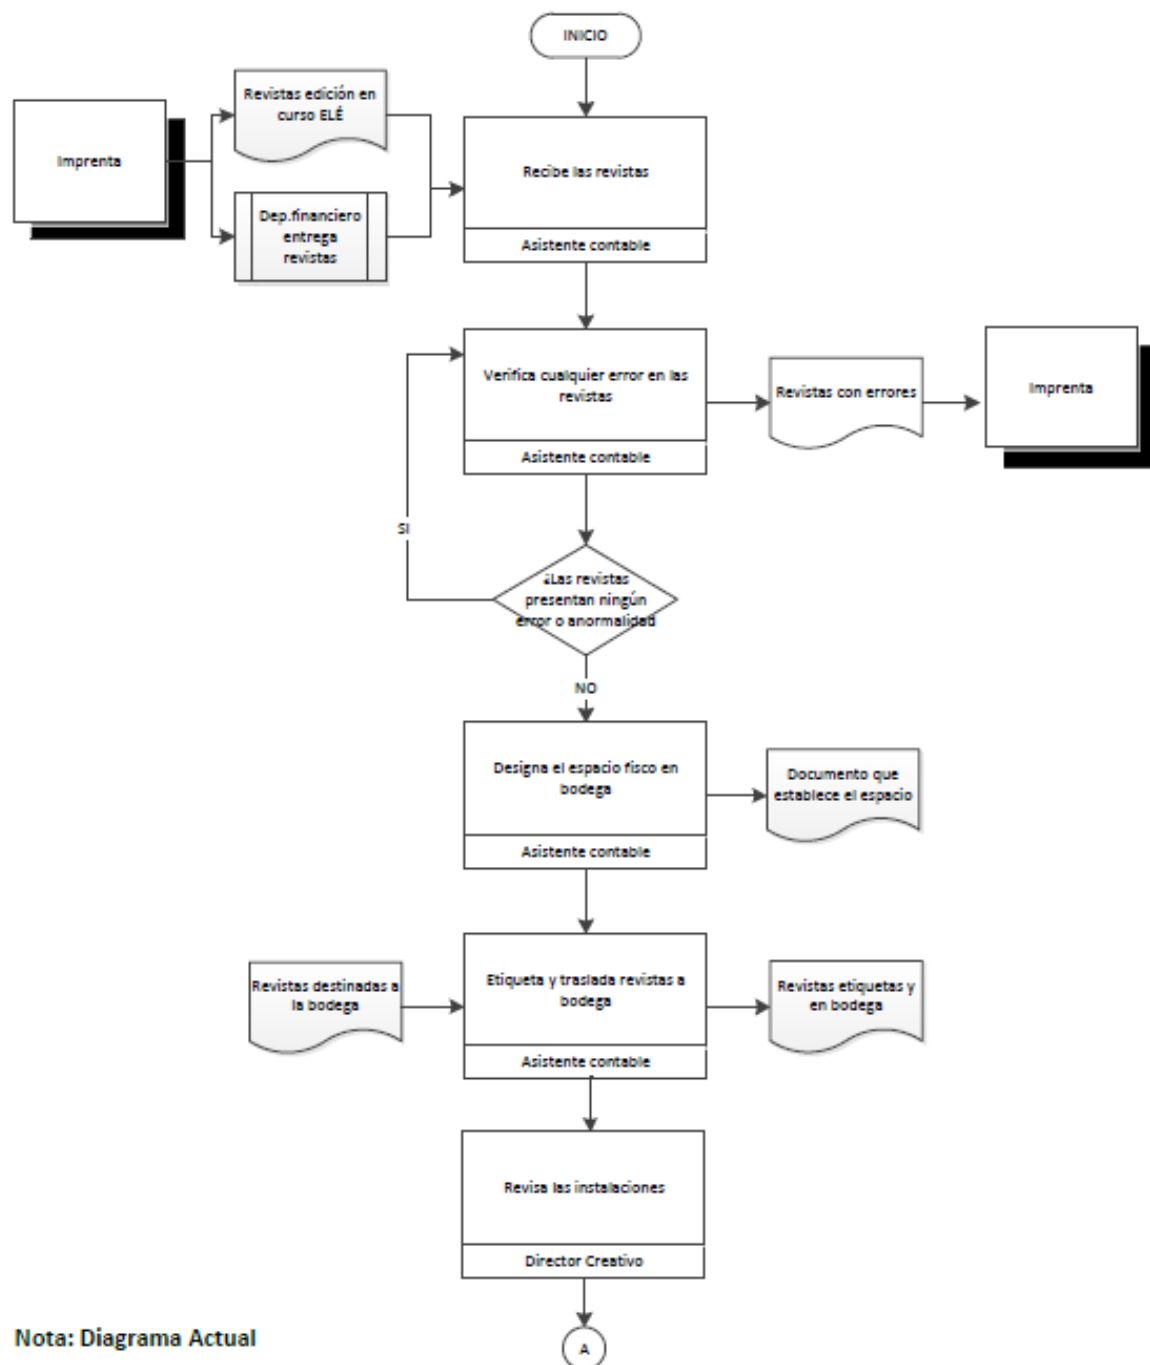 INICIO
Revistas edición en
curso ELÉ
Imprenta
Recibe las revistas
Dep.financiero
entrega
revistas
Asistente contable
Verifica cualquier error en las
revistas
Revistas con errores
Imprenta
Asistente contable
SI
¿Las revistas
presentan ningún
error o anormalidad
NO
Designa el espacio fisco en
bodega
Documento que
establece el espacio
Asistente contable
Revistas destinadas a
la bodega
Etiqueta y traslada revistas a
bodega
Revistas etiquetas y
en bodega
Asistente contable
Revisa las instalaciones
Director Creativo
Nota: Diagrama Actual
A